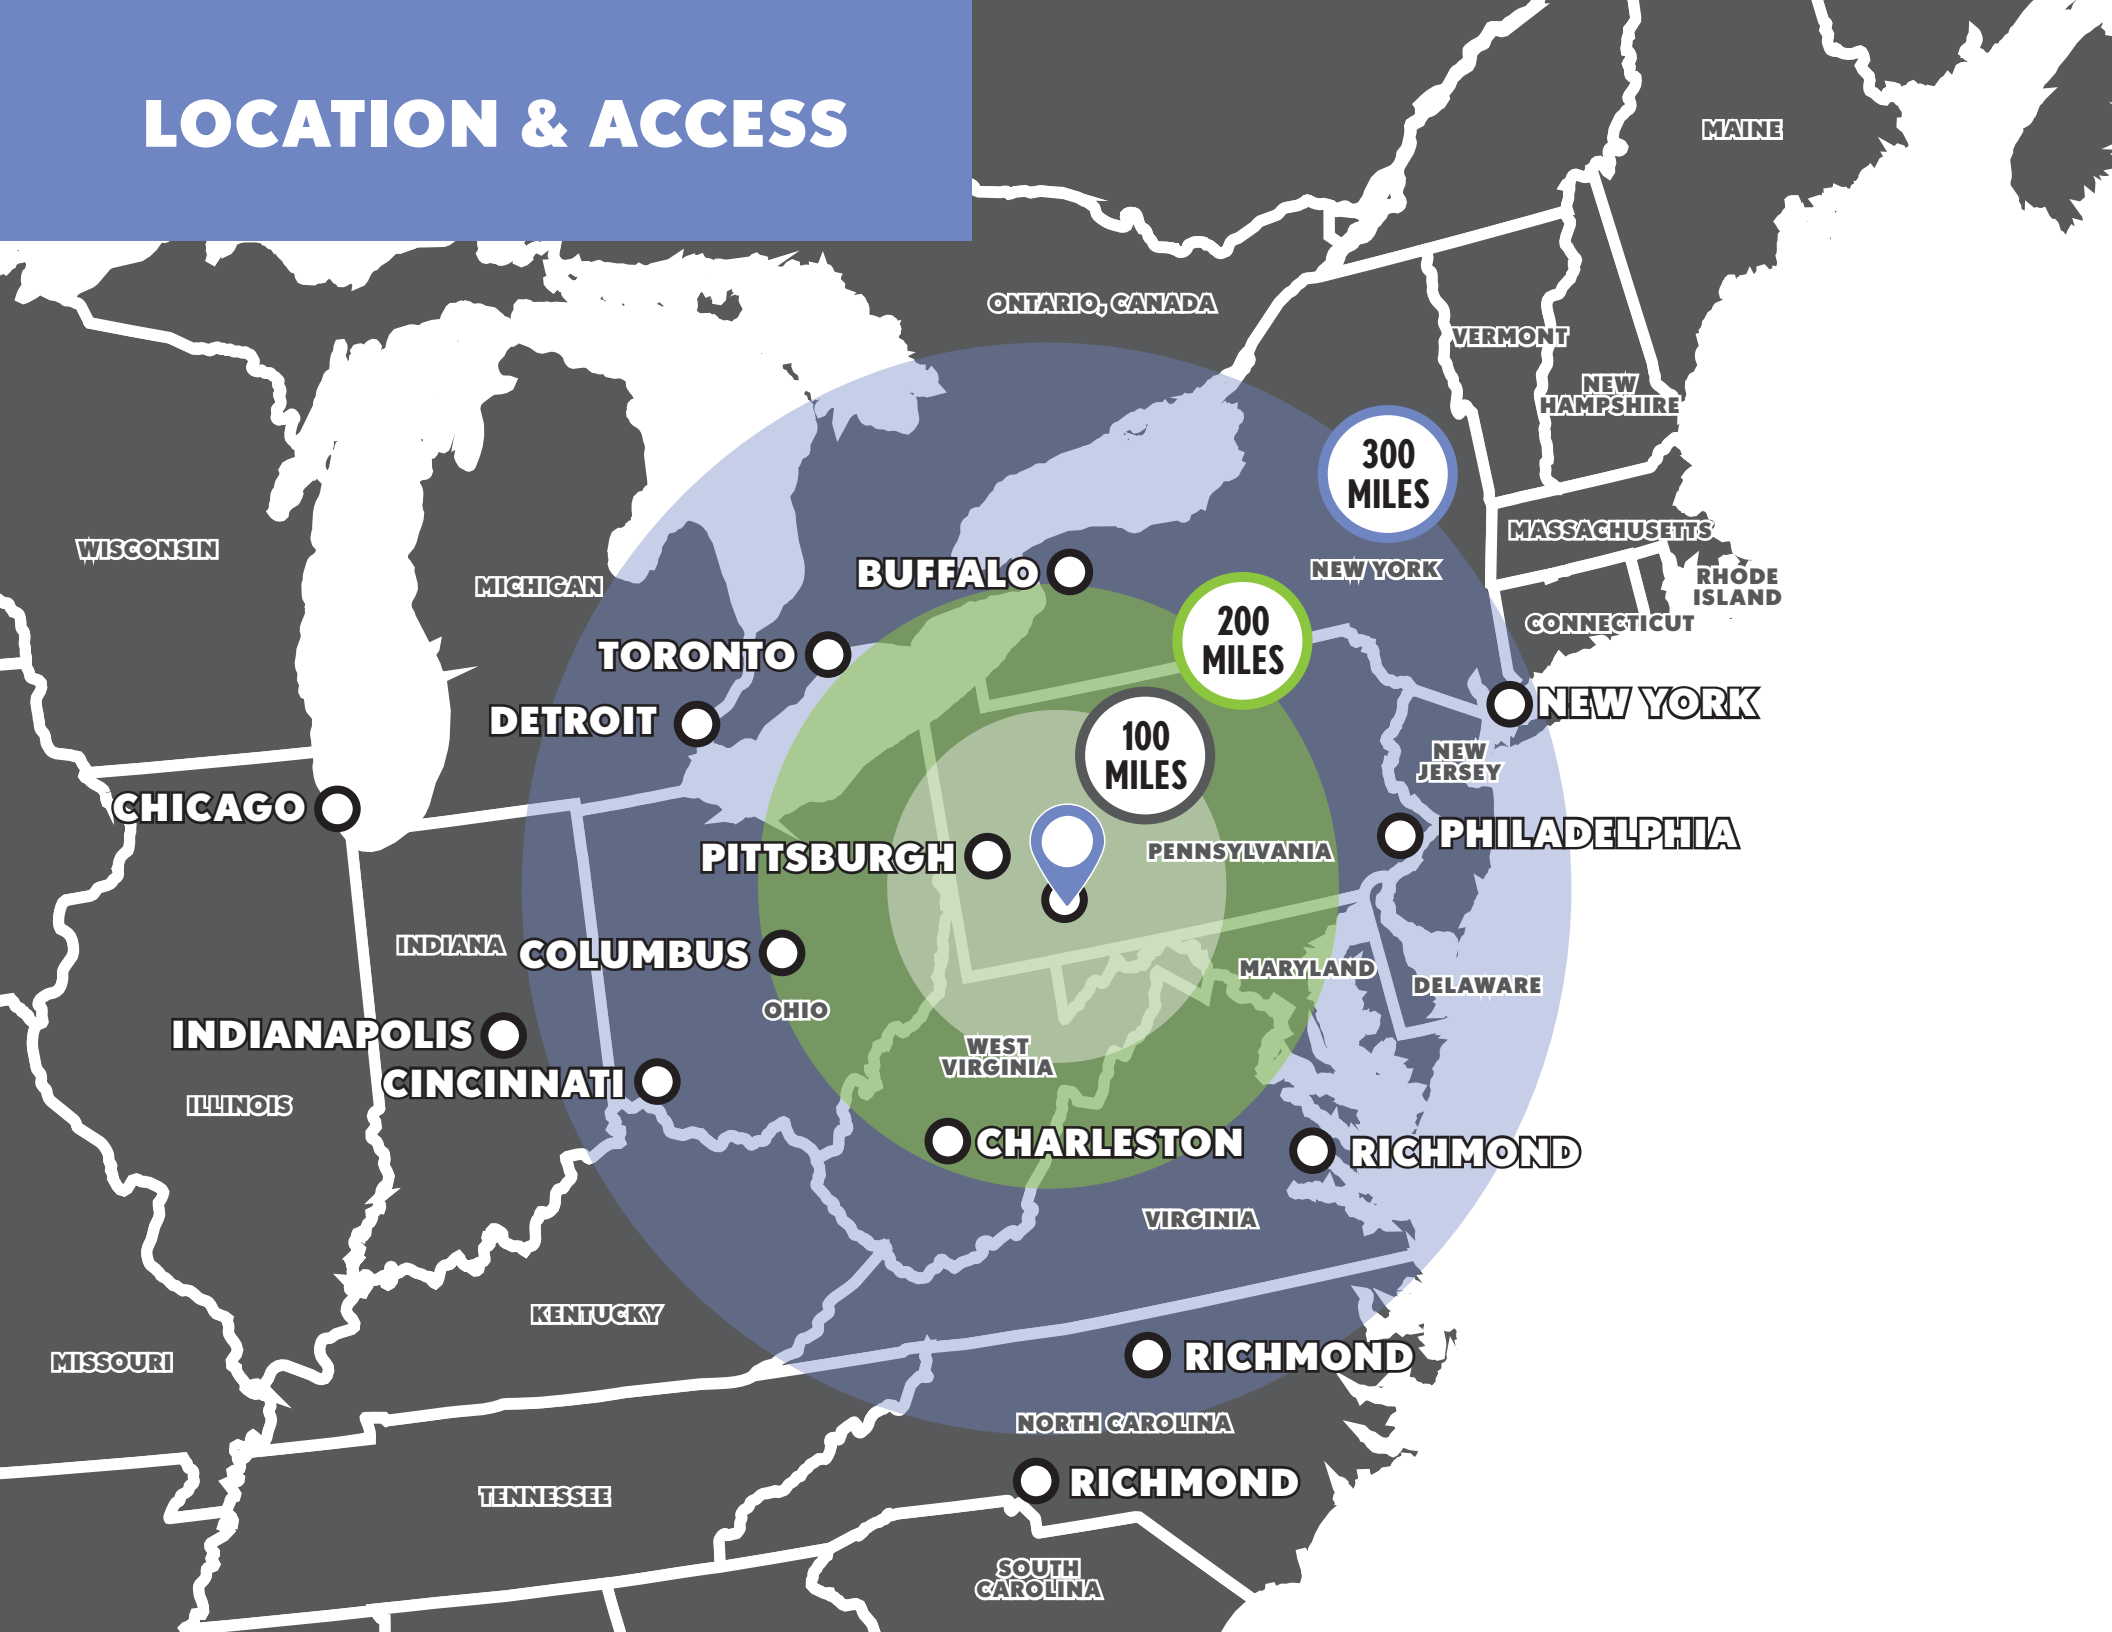 LOCATION & ACCESS
MAINE
ONTARIO, CANADA
VERMONT
NEW
HAMPSHIRE
300
MILES
MASSACHUSETTS
WISCONSIN
MICHIGAN
BUFFALO
NEW YORK
RHODE
ISLAND
200
MILES
CONNECTICUT
TORONTO
DETROIT
NEW YORK
100
MILES
NEW
JERSEY
CHICAGO
PHILADELPHIA
PITTSBURGH
PENNSYLVANIA
INDIANA
COLUMBUS
MARYLAND
DELAWARE
OHIO
INDIANAPOLIS
WEST
VIRGINIA
CINCINNATI
ILLINOIS
CHARLESTON
RICHMOND
VIRGINIA
KENTUCKY
MISSOURI
RICHMOND
NORTH CAROLINA
RICHMOND
TENNESSEE
SOUTH
CAROLINA